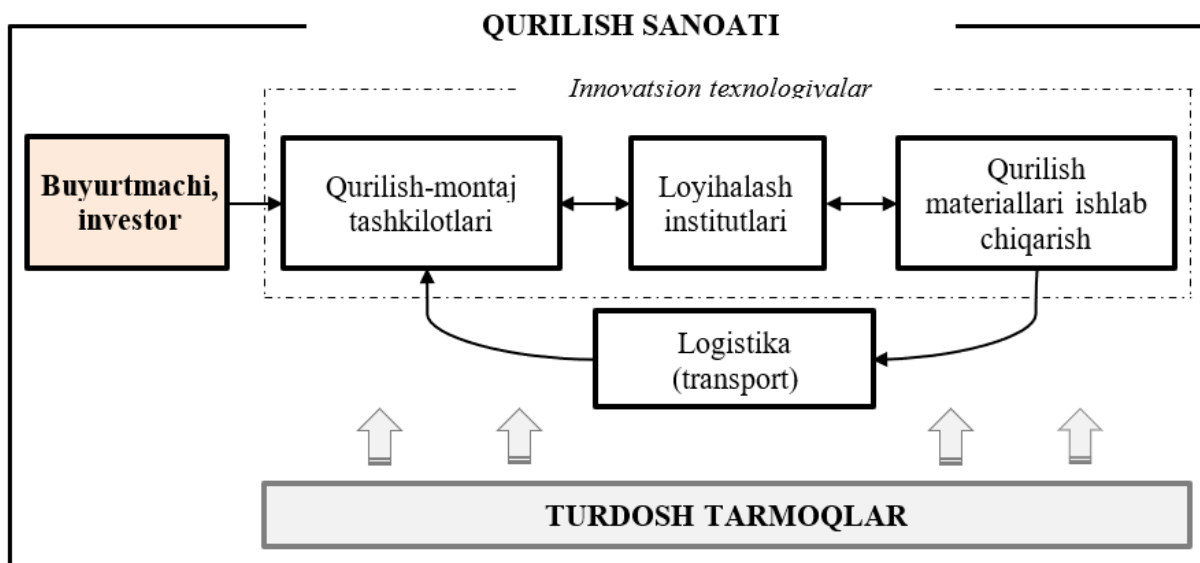 QURILISH SANOATI
Innovatsion texnologiyalar
Buyurtmachi,
investor
Qurilish-montaj
tashkilotlari
Loyihalash
institutlari
Qurilish
materiallari ishlab
chiqarish
Logistika
(transport)
TURDOSH TARMOQLAR